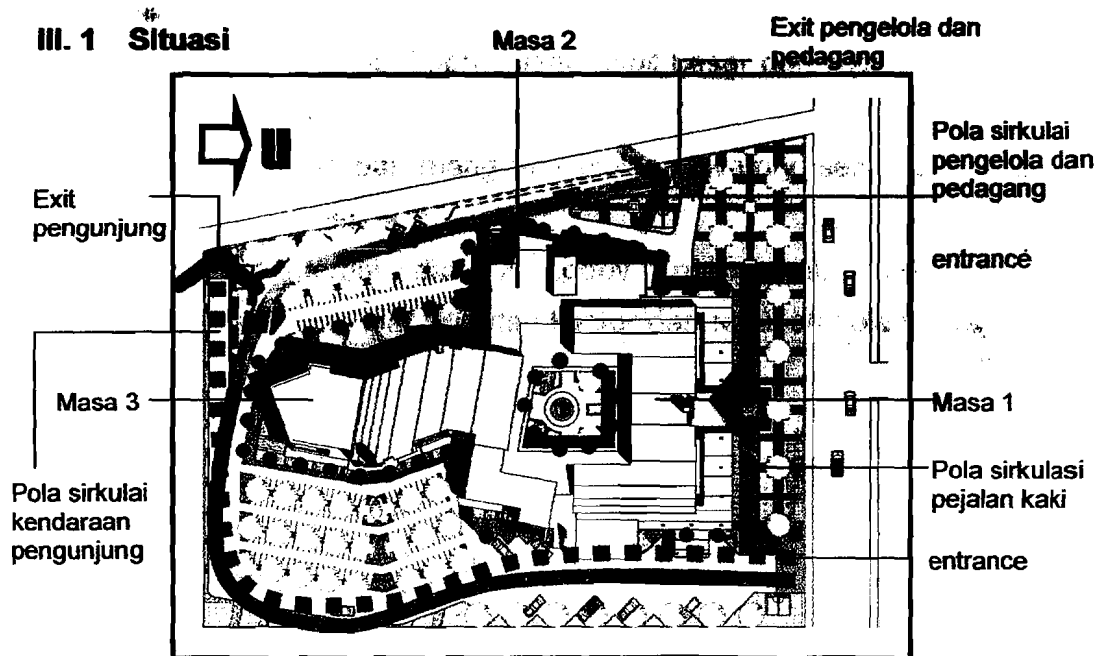 III. 1 Situasi
Masa 2
Exit pengelola dan
pedagang
U
Pola sirkulai
pengelola dan
pedagang
Exit
pengunjung
entrance
Masa 3
Masa 1
Pola sirkulasi
pejalan kaki
Pola sirkulai
kendaraan
pengunjung
entrance